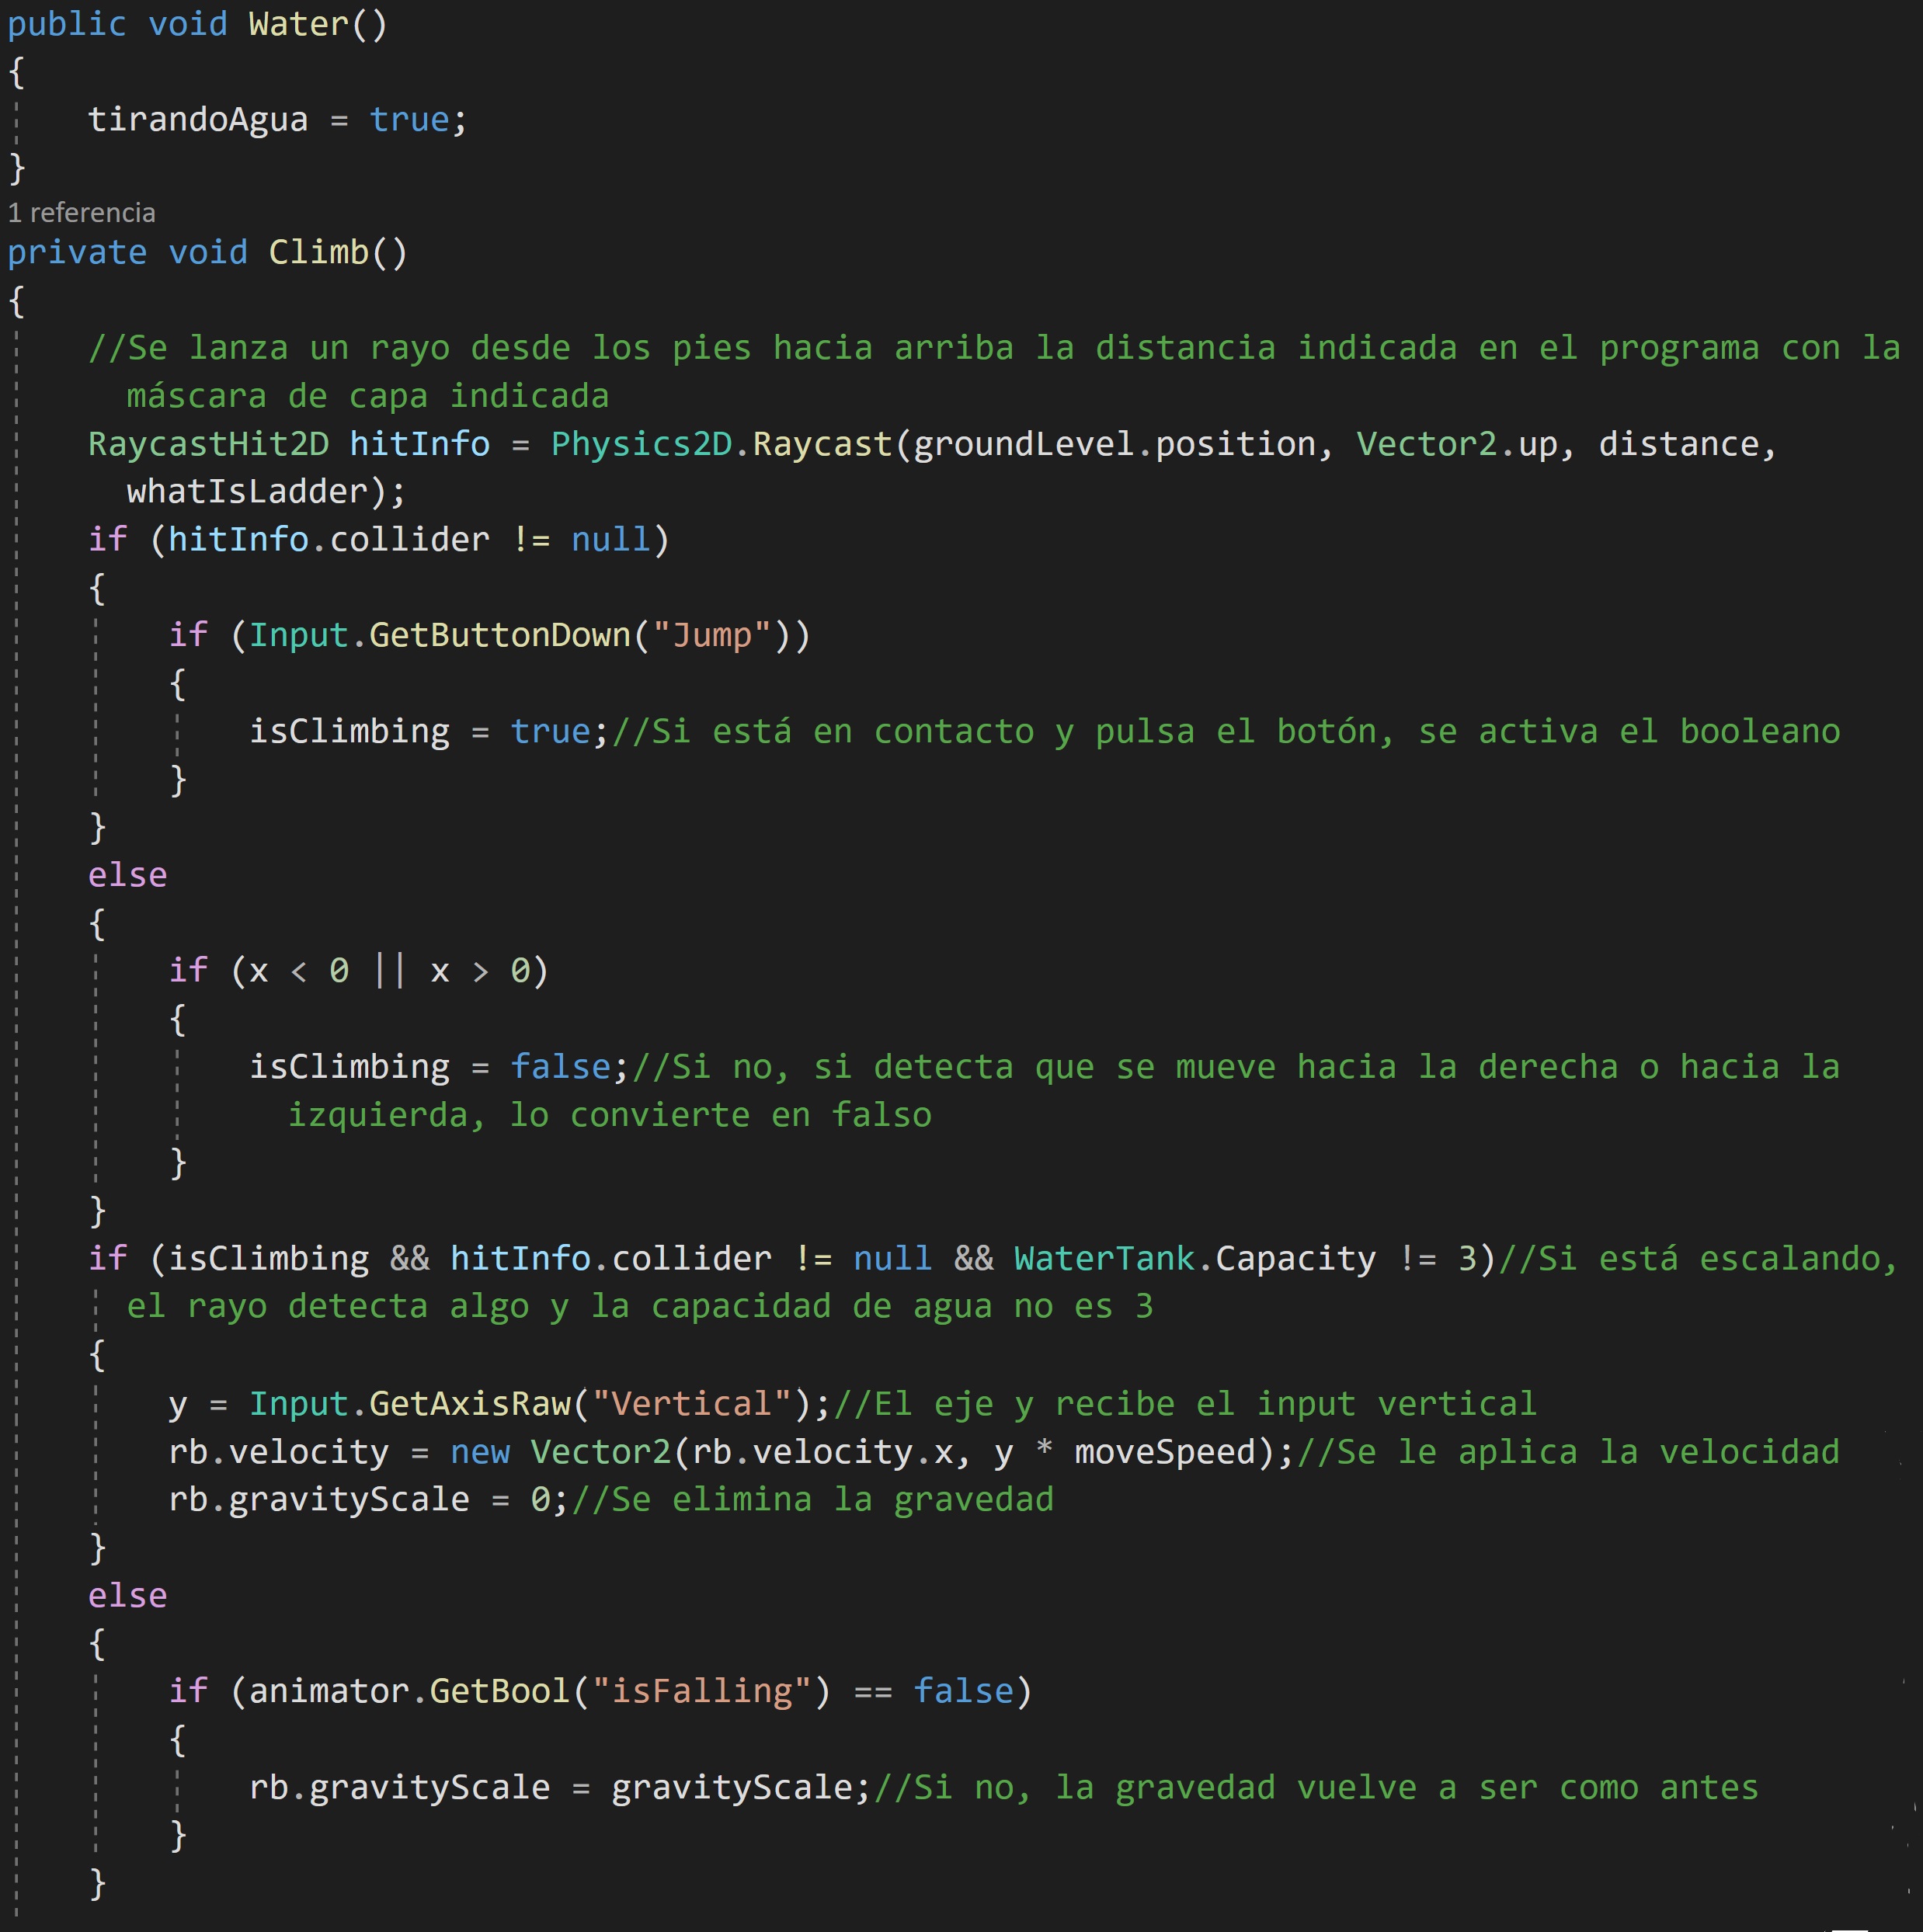 public void Water()
{
    tirandoAgua = true;
}
1 referencia
private void Climb()
{
    //Se lanza un rayo desde los pies hacia arriba la distancia indicada en el programa con la
      máscara de capa indicada
    RaycastHit2D hitInfo = Physics2D.Raycast(groundLevel.position, Vector2.up, distance,
      whatIsLadder);
    if (hitInfo.collider != null)
    {
        if (Input.GetButtonDown("Jump"))
        {
            isClimbing = true;//Si está en contacto y pulsa el botón, se activa el booleano
        }
    }
    else
    {
        if (x < 0 || x > 0)
        {
            isClimbing = false;//Si no, si detecta que se mueve hacia la derecha o hacia la
              izquierda, lo convierte en falso
        }
    }
    if (isClimbing && hitInfo.collider != null && WaterTank.Capacity != 3)//Si está escalando,
      el rayo detecta algo y la capacidad de agua no es 3
    {
        y = Input.GetAxisRaw("Vertical");//El eje y recibe el input vertical
        rb.velocity = new Vector2(rb.velocity.x, y * moveSpeed);//Se le aplica la velocidad
        rb.gravityScale = 0;//Se elimina la gravedad
    }
    else
    {
        if (animator.GetBool("isFalling") == false)
        {
            rb.gravityScale = gravityScale;//Si no, la gravedad vuelve a ser como antes
        }
    }